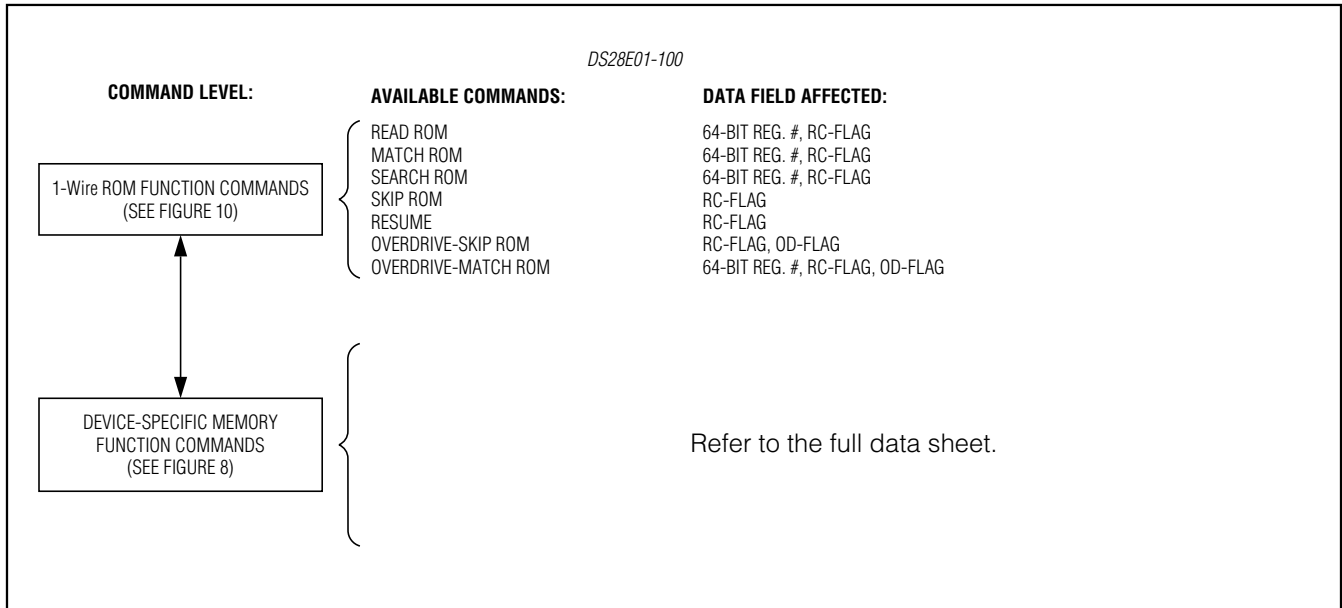 DS28E01-100
COMMAND LEVEL:
AVAILABLE COMMANDS:
DATA FIELD AFFECTED:
1-Wire ROM FUNCTION COMMANDS
(SEE FIGURE 10)
READ ROM
64-BIT REG. #, RC-FLAG
MATCH ROM
64-BIT REG. #, RC-FLAG
SEARCH ROM
64-BIT REG. #, RC-FLAG
SKIP ROM
RC-FLAG
RESUME
RC-FLAG
OVERDRIVE-SKIP ROM
RC-FLAG, OD-FLAG
OVERDRIVE-MATCH ROM
64-BIT REG. #, RC-FLAG, OD-FLAG
DEVICE-SPECIFIC MEMORY
FUNCTION COMMANDS
(SEE FIGURE 8)
Refer to the full data sheet.